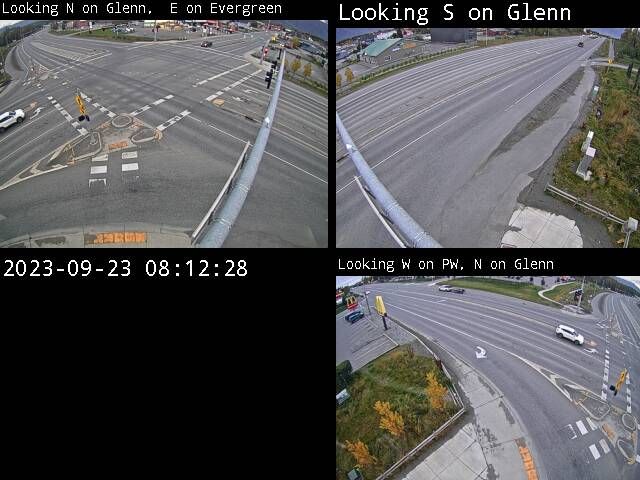 Looking N on Glenn,  E on Evergreen
Looking S on Glenn
2023-09-23 08:12:28
Looking W on PW, N on Glenn